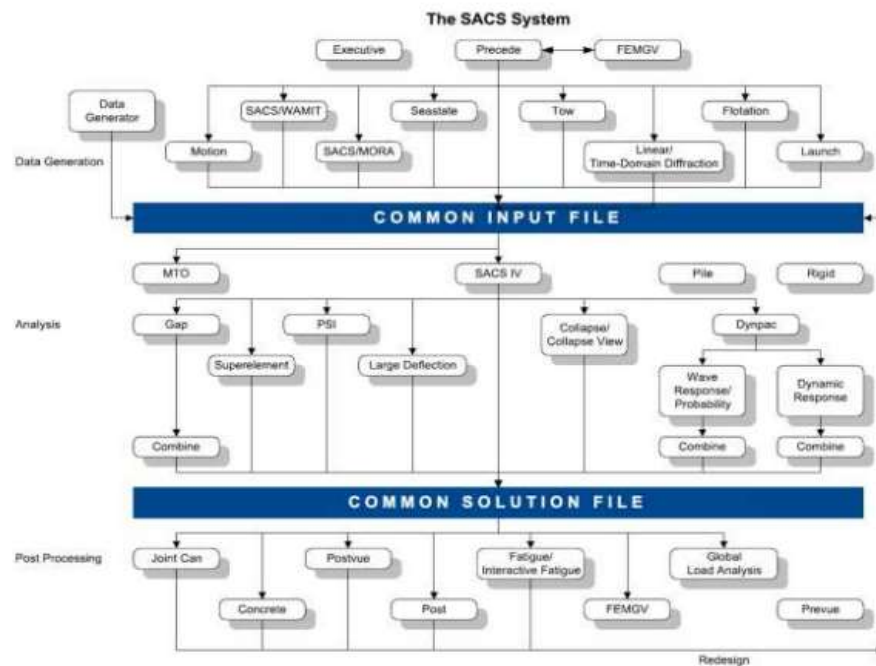 The SACS System
Executive
Precede
FEMGV
Data
Generator
SACS/WAMIT
Seastate
Tow
Flotation
Data Generation
Motion
SACS/MORA
Linear/
Time-Domain Diffraction
Launch
COMMON INPUT FILE
MTO
SACS IV
Pile
Rigid
Analysis
Gap
PSI
Collapse/
Collapse View
Dynpac
Superelement
Large Deflection
Wave
Response/
Probability
Dynamic
Response
Combine
Combine
Combine
COMMON SOLUTION FILE
Post Processing
Joint Can
Postvue
Fatigue/
Interactive Fatigue
Global
Load Analysis
Concrete
Post
FEMGV
Prevue
Redesign